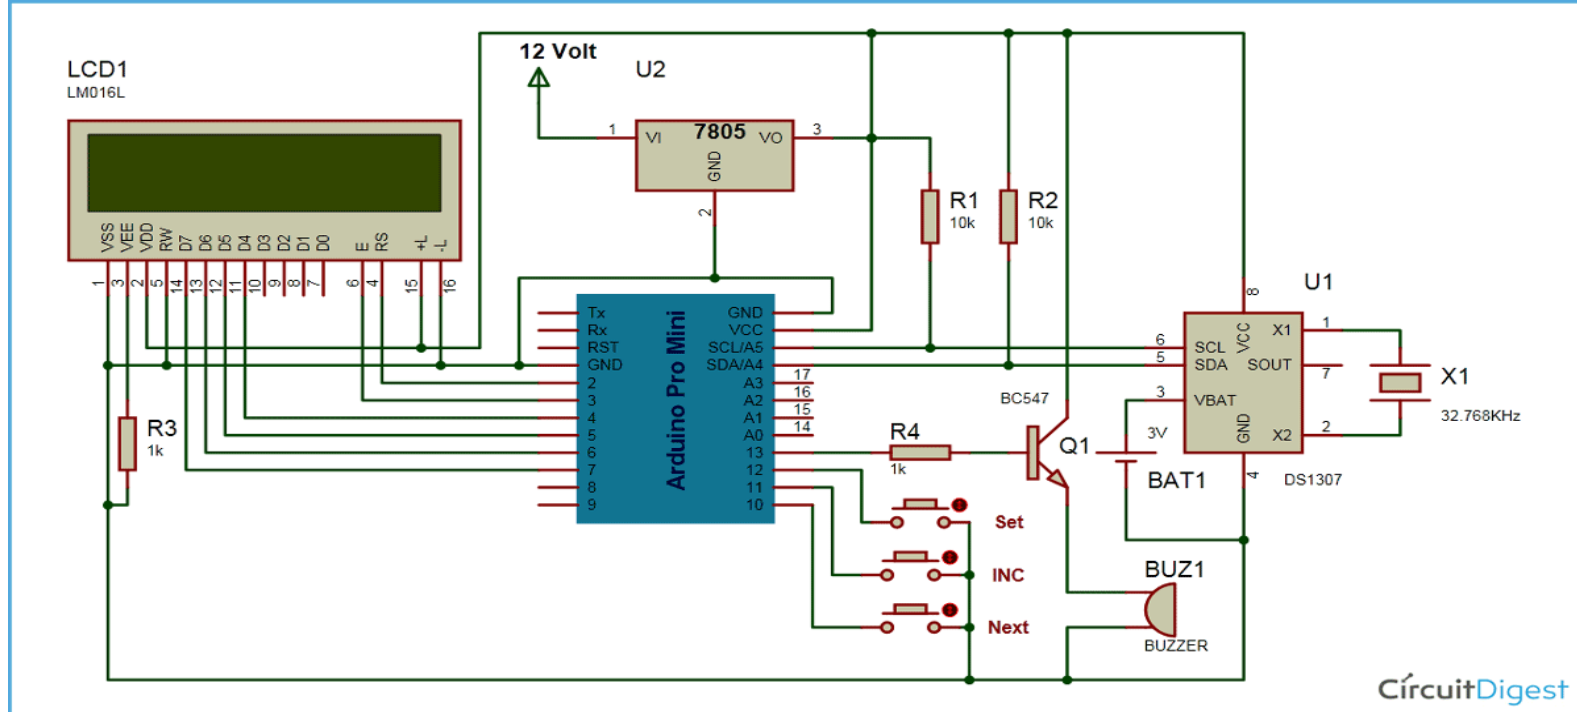 12 Volt
LCD1
LM016L
U2
1 VI 7805 VO 3
GND
2
R1
10k
R2
10k
VSS VEE VDD RW D7 D6 D5 D4 D3 D2 D1 D0 E RS +L -L
1 3 2 5 14 13 12 11 10 9 8 7 6 4 15 16
Arduino Pro Mini
Tx
Rx
RST
GND
2
3
4
5
6
7
8
9
GND
VCC
SCL/A5
SDA/A4
A3 17
A2 16
A1 15
A0 14
13
12
11
10
R3
1k
R4
1k
BC547
Q1
Set
INC
Next
3V
BAT1
U1
8
VCC
X1 1
6 SCL
5 SDA
SOUT 7
3 VBAT
GND
X2 2
4
DS1307
X1
32.768KHz
BUZ1
BUZZER
CírcuitDigest